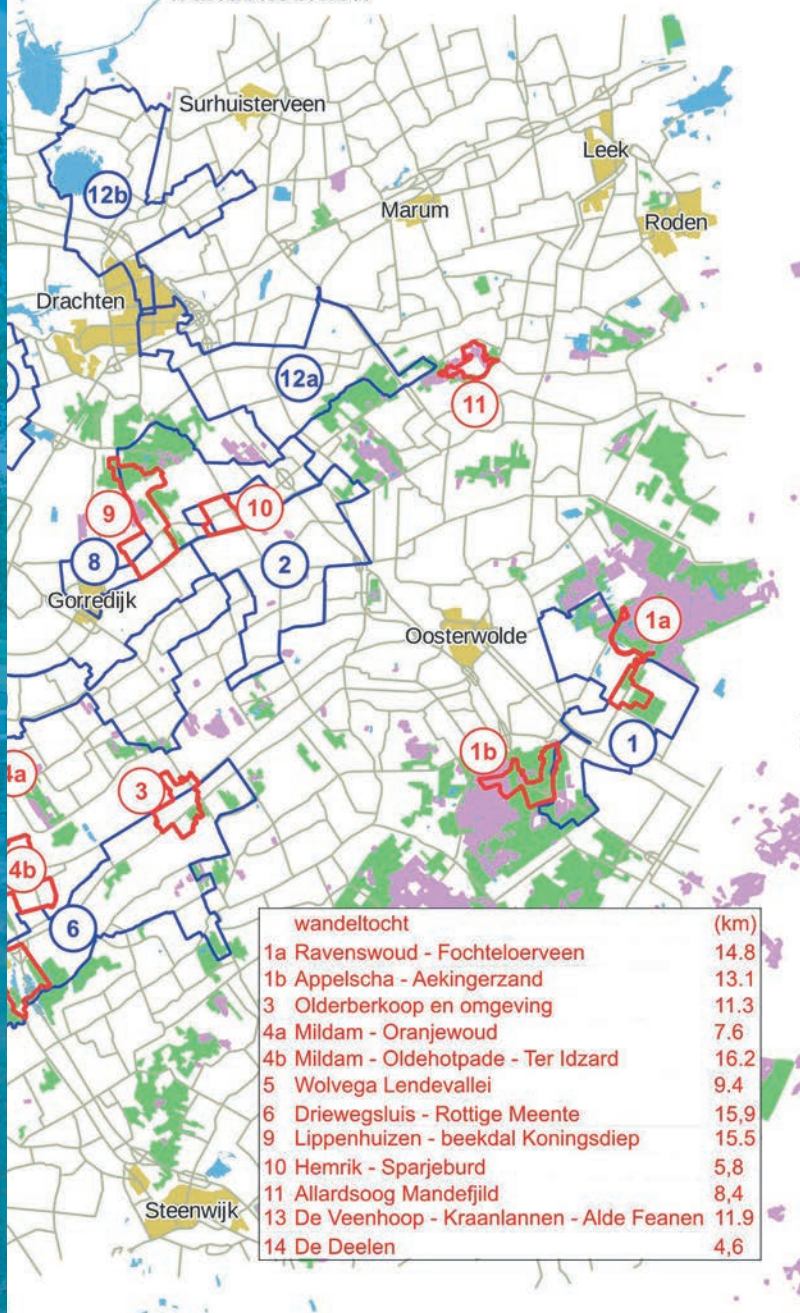 Surhuisterveen
Leek
12b
Marum
Roden
Drachten
12a
11
9
10
8
2
Gorredijk
1a
Oosterwolde
1
1b
4a
3
4b
6
wandeltocht (km)
1a Ravenswoud - Fochteloerveen 14.8
1b Appelscha - Aekingerzand 13.1
3 Olderberkoop en omgeving 11.3
4a Mildam - Oranjewoud 7.6
4b Mildam - Oldehotpade - Ter Idzard 16.2
5 Wolvega Lendevallei 9.4
6 Driewegsluis - Rottige Meente 15,9
9 Lippenhuizen - beekdal Koningsdiep 15.5
10 Hemrik - Sparjeburd 5,8
11 Allardsoog Mandefjild 8,4
13 De Veenhoop - Kraanlannen - Alde Feanen 11.9
14 De Deelen 4,6
Steenwijk